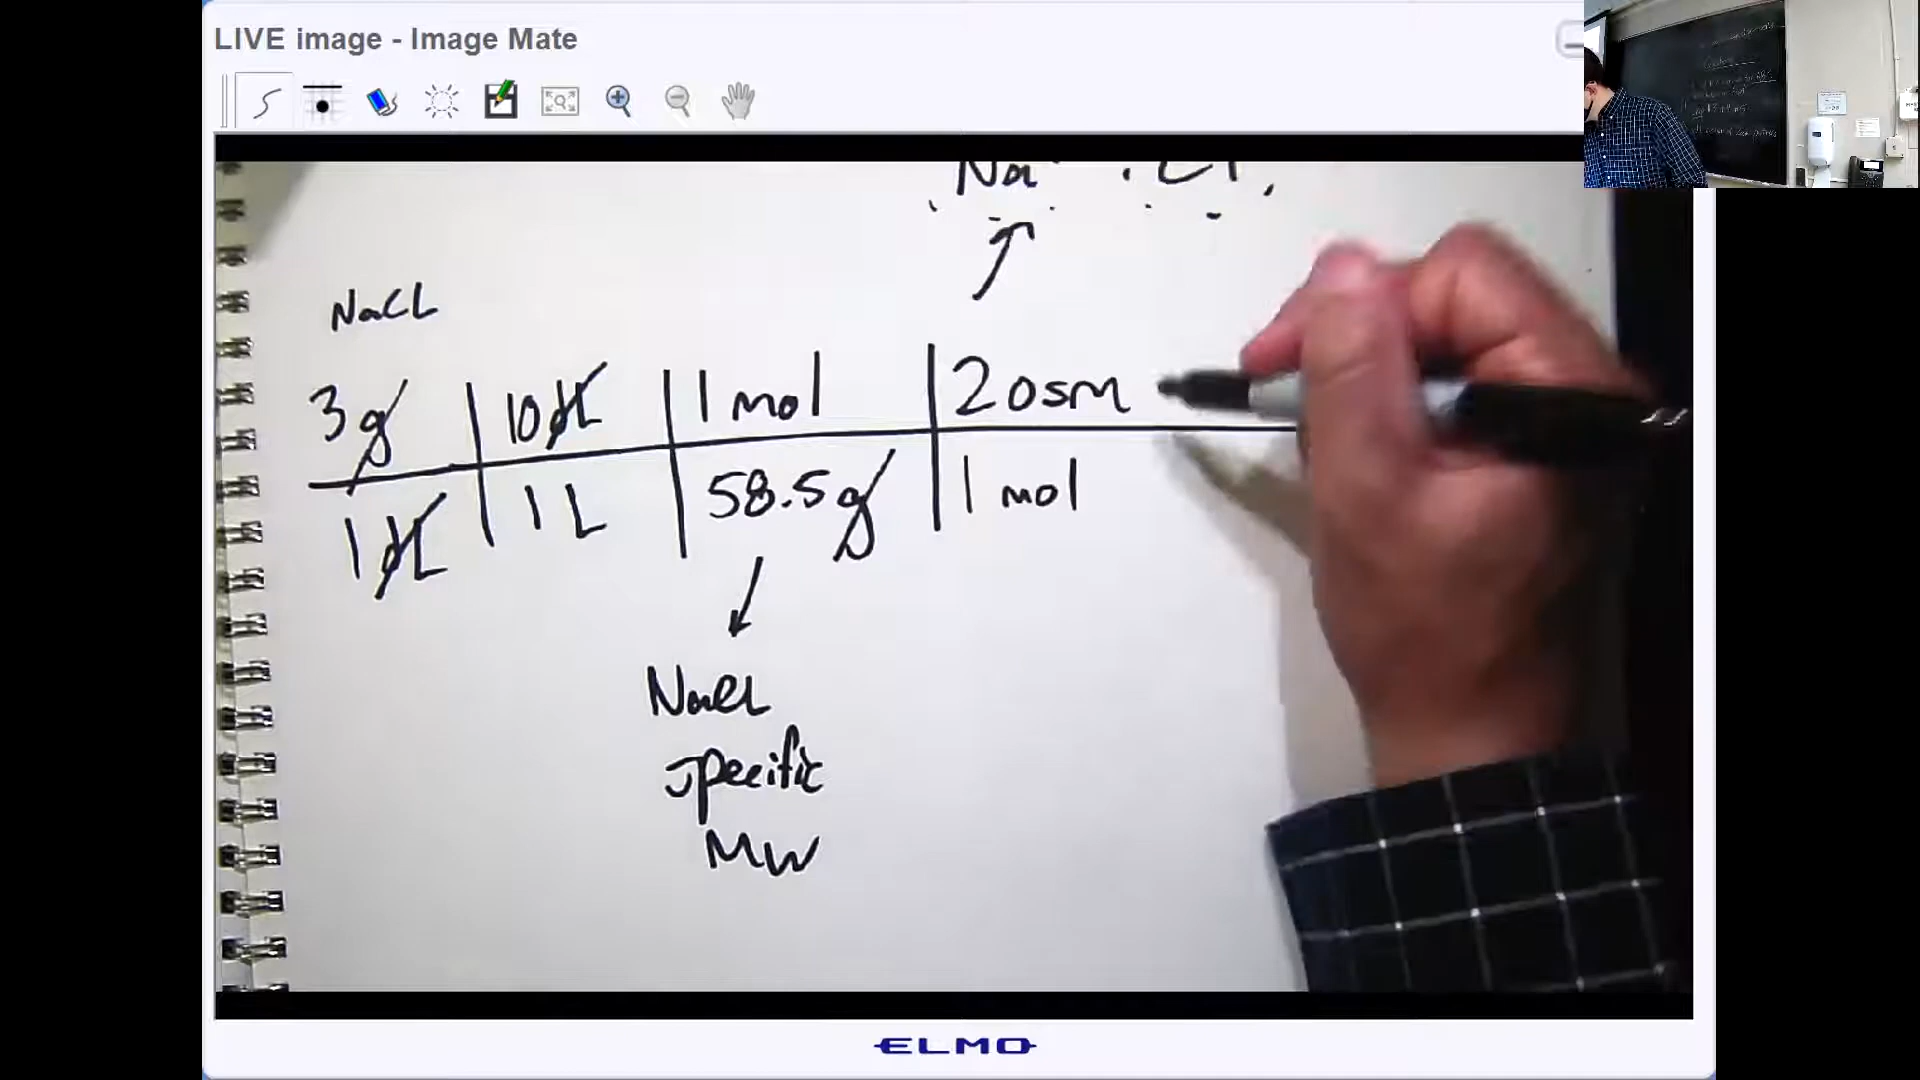 LIVE image - Image Mate
Na⁺ Cl
NaCL
3g 10dL 1 mol 2 osm
1dL 1 L 58.5g 1 mol
NaCL
specific
MW
ELMO